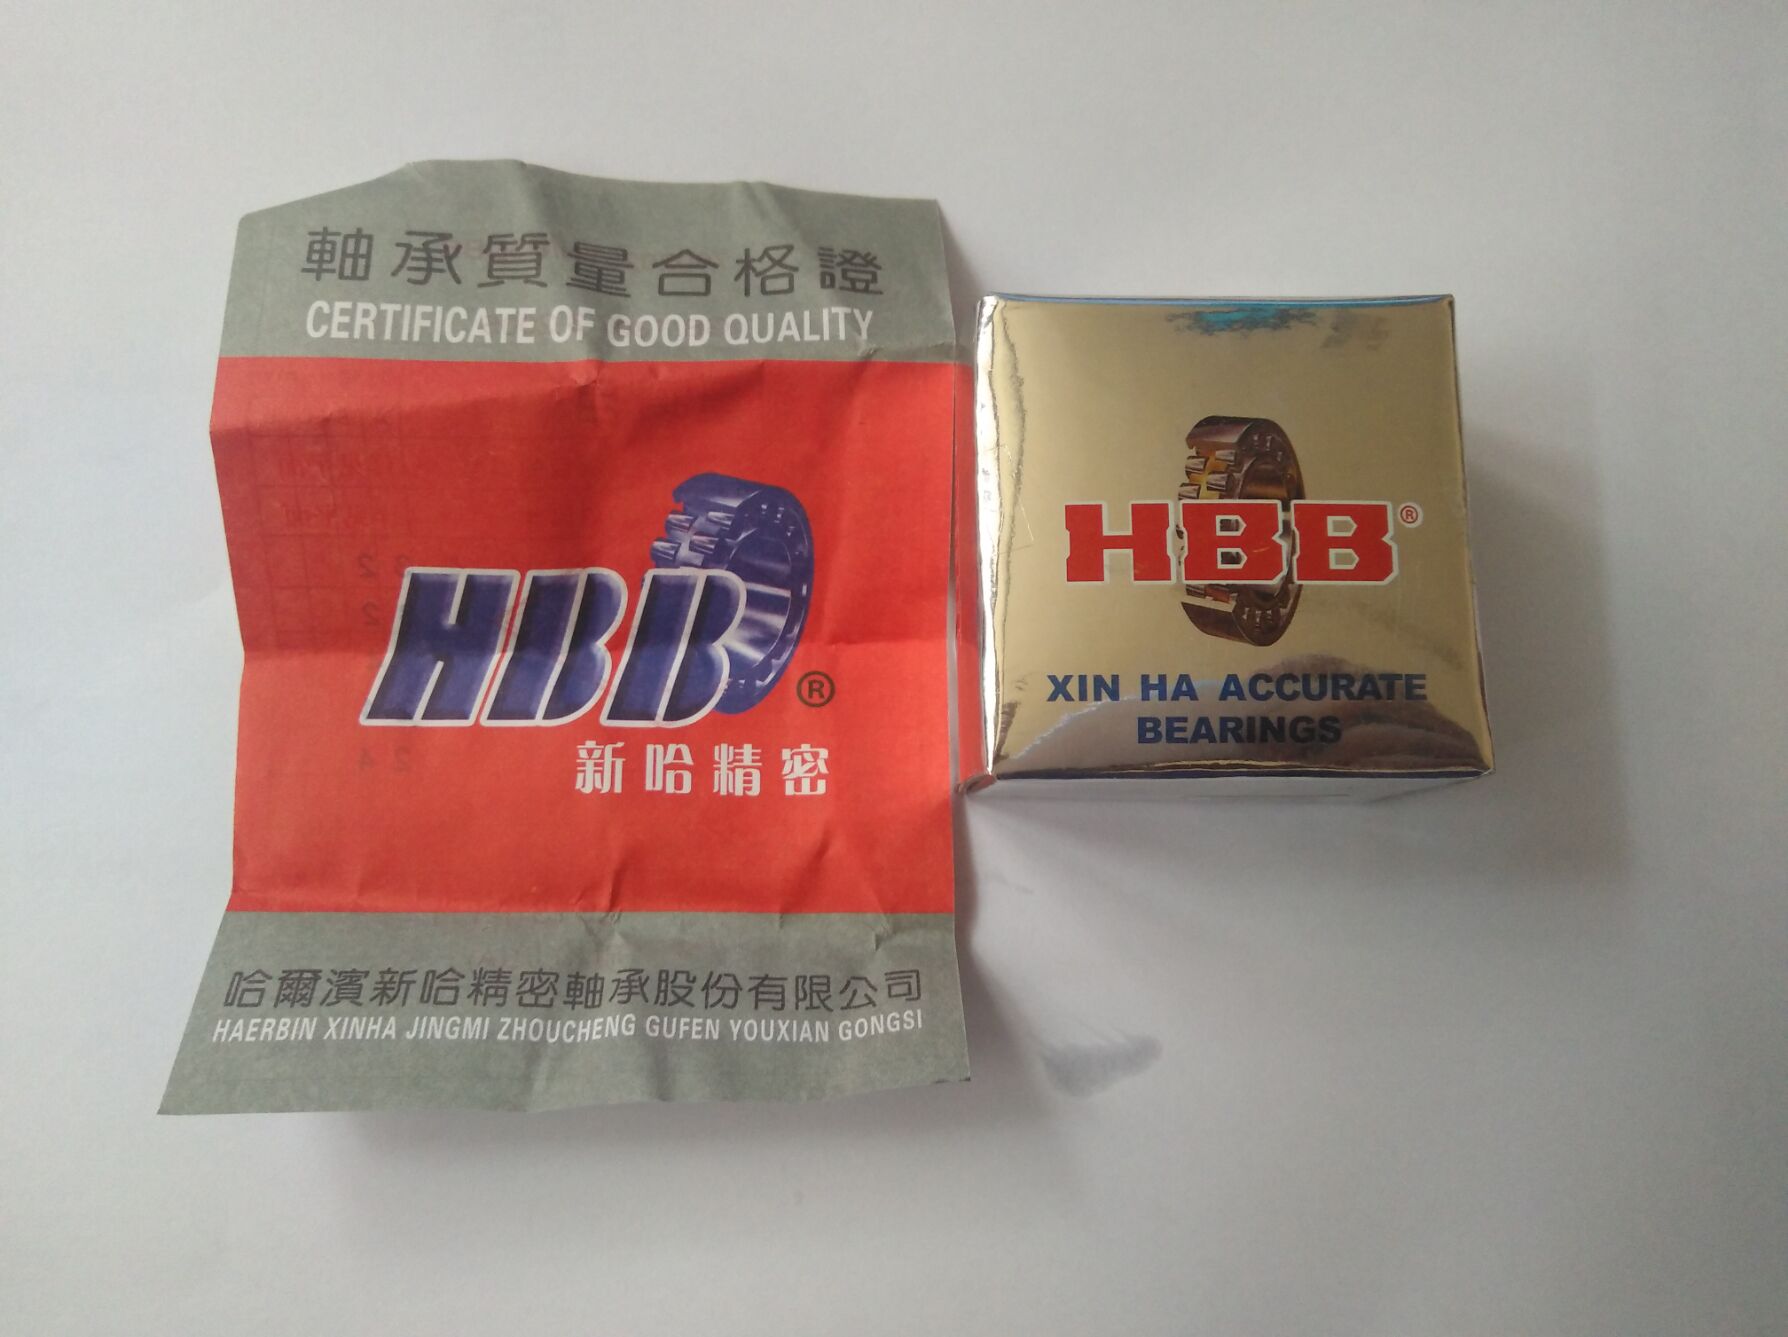 軸承質量合格證
CERTIFICATE OF GOOD QUALITY
HBB®
新哈精密
哈爾濱新哈精密軸承股份有限公司
HAERBIN XINHA JINGMI ZHOUCHENG GUFEN YOUXIAN GONGSI
HBB®
XIN HA ACCURATE
BEARINGS